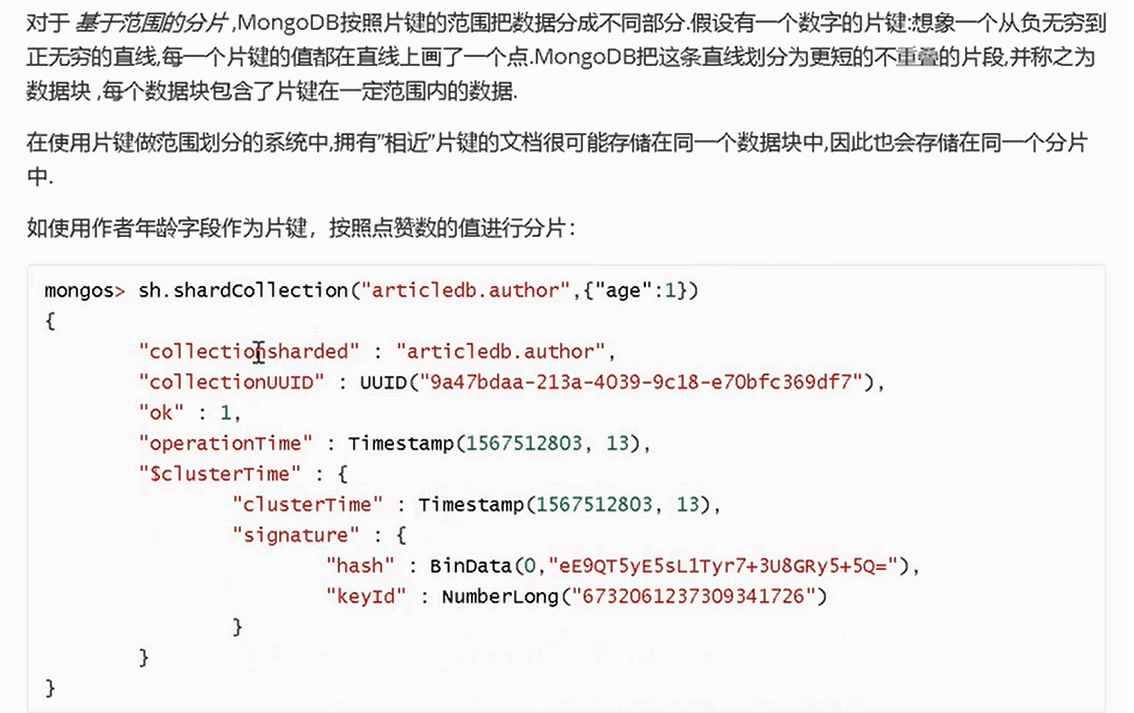 对于 基于范围的分片 ,MongoDB按照片键的范围把数据分成不同部分.假设有一个数字的片键:想象一个从负无穷到
正无穷的直线,每一个片键的值都在直线上画了一个点.MongoDB把这条直线划分为更短的不重叠的片段,并称之为
数据块 ,每个数据块包含了片键在一定范围内的数据.
在使用片键做范围划分的系统中,拥有"相近"片键的文档很可能存储在同一个数据块中,因此也会存储在同一个分片
中.
如使用作者年龄字段作为片键，按照点赞数的值进行分片：
mongos> sh.shardCollection("articledb.author",{"age":1})
{
"collectionsharded" : "articledb.author",
"collectionUUID" : UUID("9a47bdaa-213a-4039-9c18-e70bfc369df7"),
"ok" : 1,
"operationTime" : Timestamp(1567512803, 13),
"$clusterTime" : {
"clusterTime" : Timestamp(1567512803, 13),
"signature" : {
"hash" : BinData(0,"eE9QT5yE5sL1Tyr7+3U8GRy5+5Q="),
"keyId" : NumberLong("6732061237309341726")
}
}
}